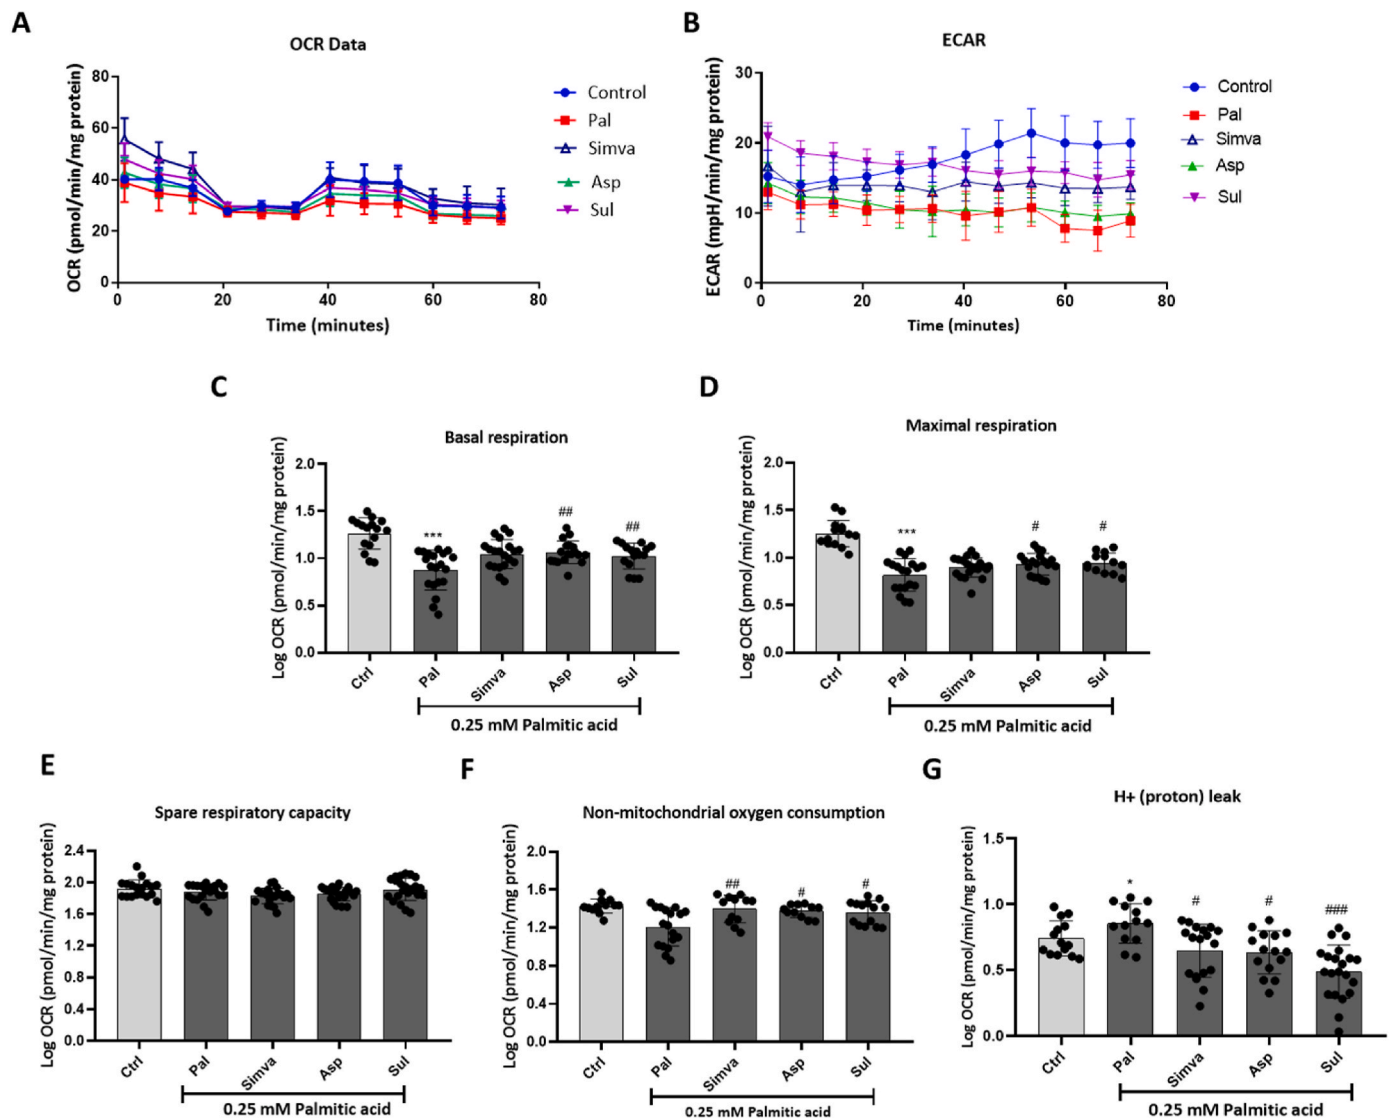 A
OCR Data
OCR (pmol/min/mg protein)
80
60
40
20
0
0 20 40 60 80
Time (minutes)
Control
Pal
Simva
Asp
Sul
B
ECAR
ECAR (mpH/min/mg protein)
30
20
10
0
0 20 40 60 80
Time (minutes)
Control
Pal
Simva
Asp
Sul
C
Basal respiration
Log OCR (pmol/min/mg protein)
2.0
1.5
1.0
0.5
0.0
***
##
##
Ctrl Pal Simva Asp Sul
0.25 mM Palmitic acid
D
Maximal respiration
Log OCR (pmol/min/mg protein)
2.0
1.5
1.0
0.5
0.0
***
#
#
Ctrl Pal Simva Asp Sul
0.25 mM Palmitic acid
E
Spare respiratory capacity
Log OCR (pmol/min/mg protein)
2.4
2.0
1.6
1.2
0.8
0.4
0.0
Ctrl Pal Simva Asp Sul
0.25 mM Palmitic acid
F
Non-mitochondrial oxygen consumption
Log OCR (pmol/min/mg protein)
2.0
1.6
1.2
0.8
0.4
0.0
##
#
#
Ctrl Pal Simva Asp Sul
0.25 mM Palmitic acid
G
H+ (proton) leak
Log OCR (pmol/min/mg protein)
1.5
1.0
0.5
0.0
*
#
#
###
Ctrl Pal Simva Asp Sul
0.25 mM Palmitic acid